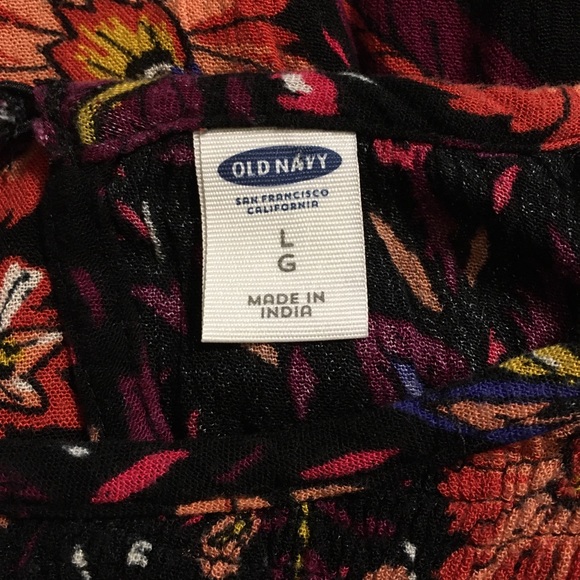 OLD NAVY
SAN FRANCISCO
CALIFORNIA
L
G
MADE IN
INDIA